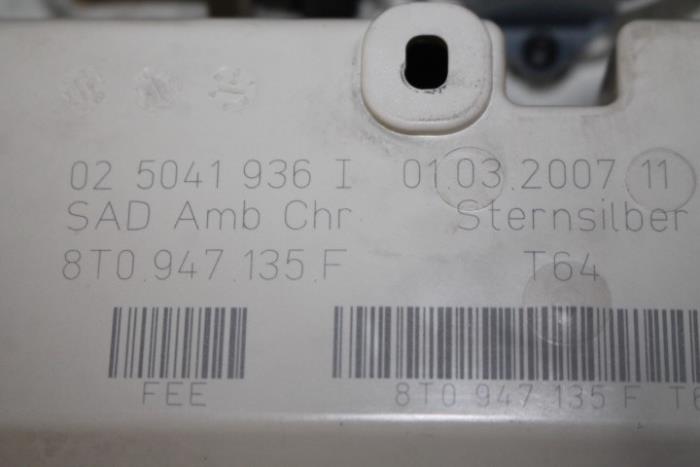 02 5041 936 I 01.03.2007 11
SAD Amb Chr Sternsilber
8T0.947.135.F T64
FEE 8T0 947 135 F T6